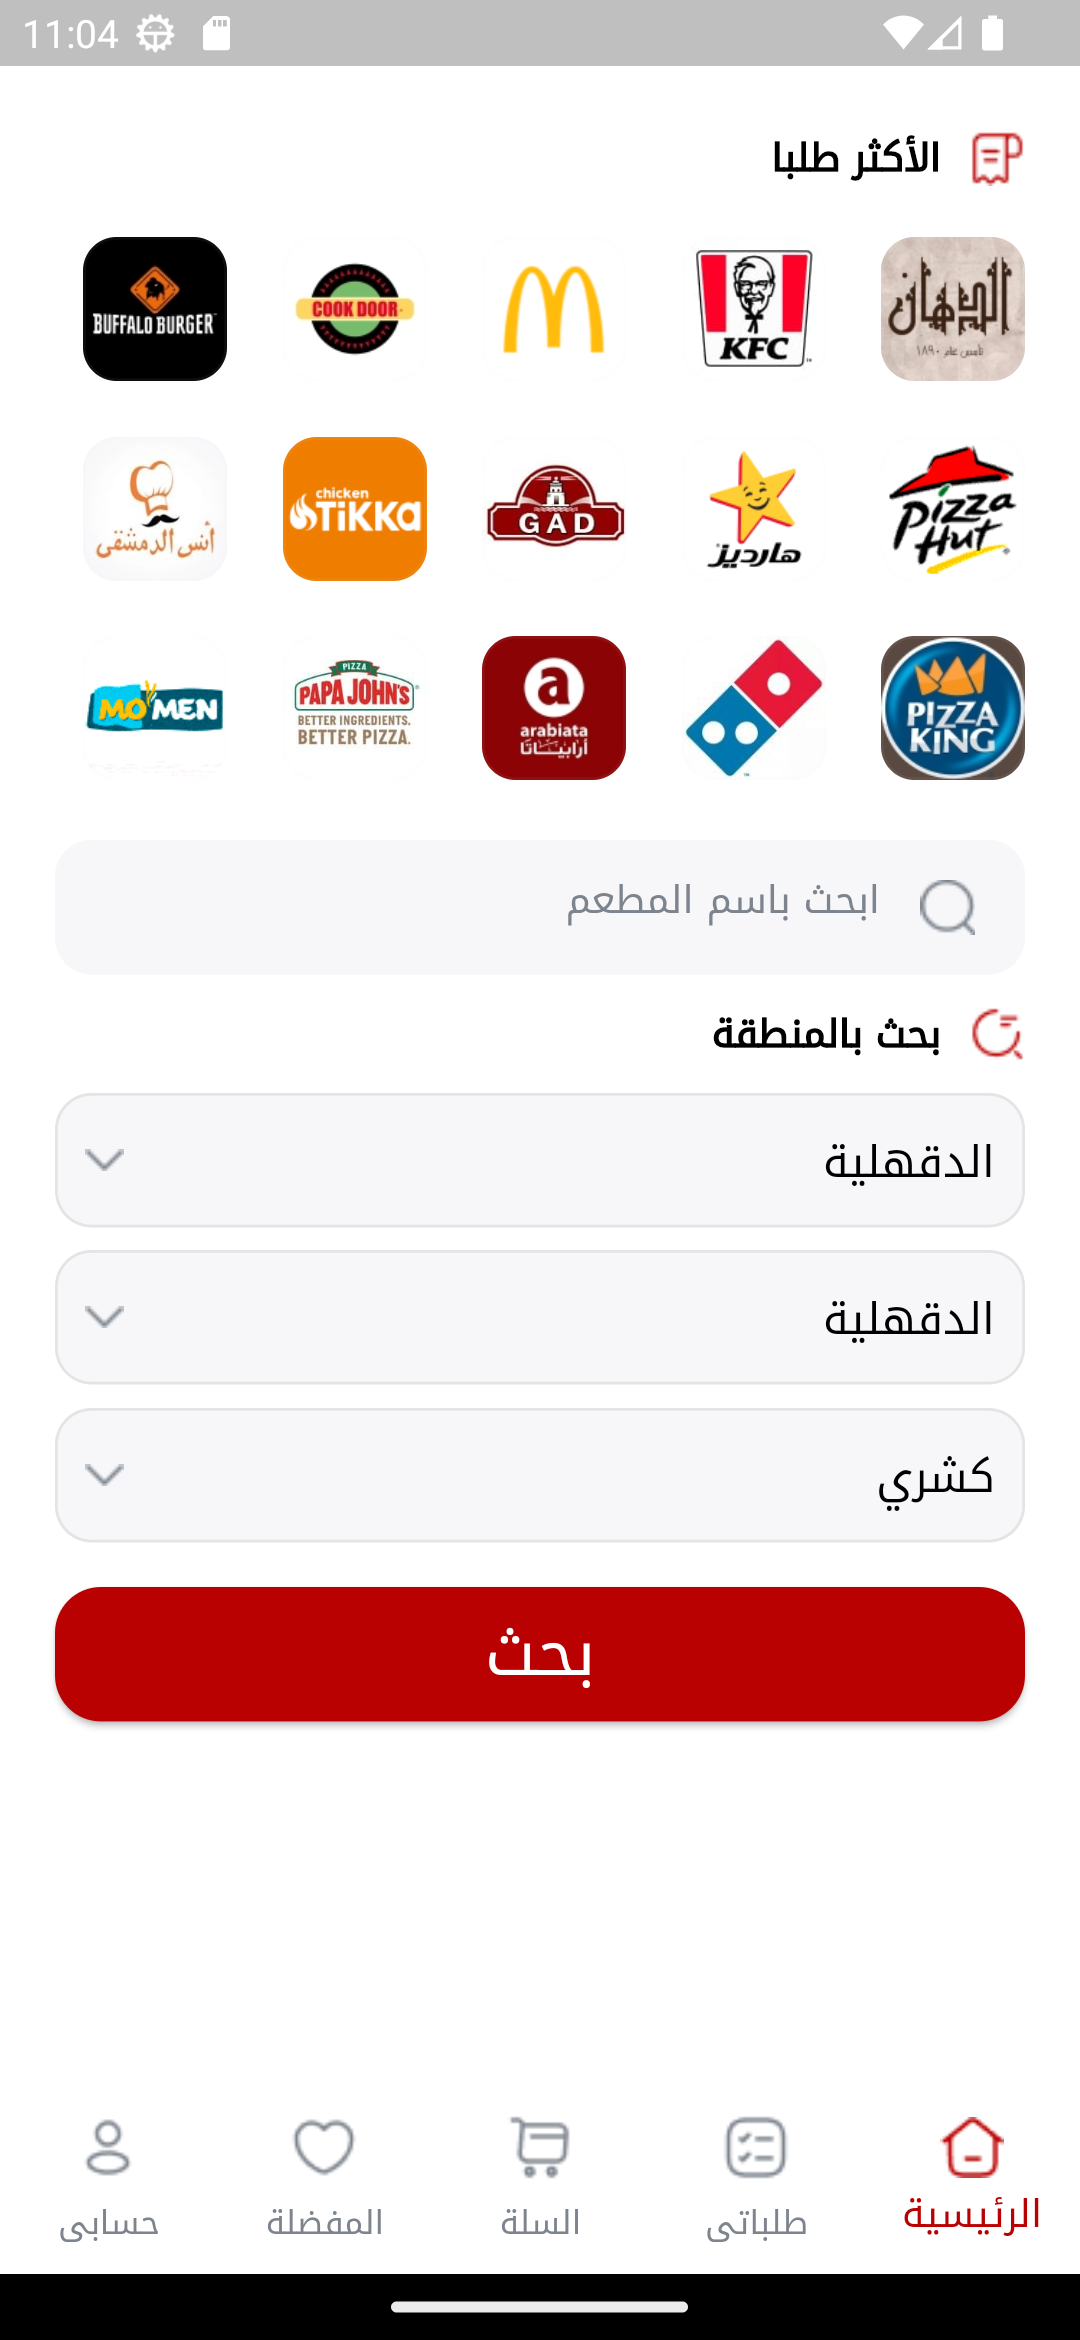 11:04
الأكثر طلبا
الدهان
تأسس عام ١٨٩٠
KFC
M
COOK DOOR
BUFFALO BURGER
Pizza Hut
هارديز
GAD
chicken
TiKKa
أنس الدمشقى
PIZZA KING
a
arabiata
أرابياتا
PIZZA
PAPA JOHN'S
BETTER INGREDIENTS.
BETTER PIZZA.
MO'MEN
ابحث باسم المطعم
بحث بالمنطقة
الدقهلية
الدقهلية
كشري
بحث
الرئيسية
طلباتى
السلة
المفضلة
حسابى